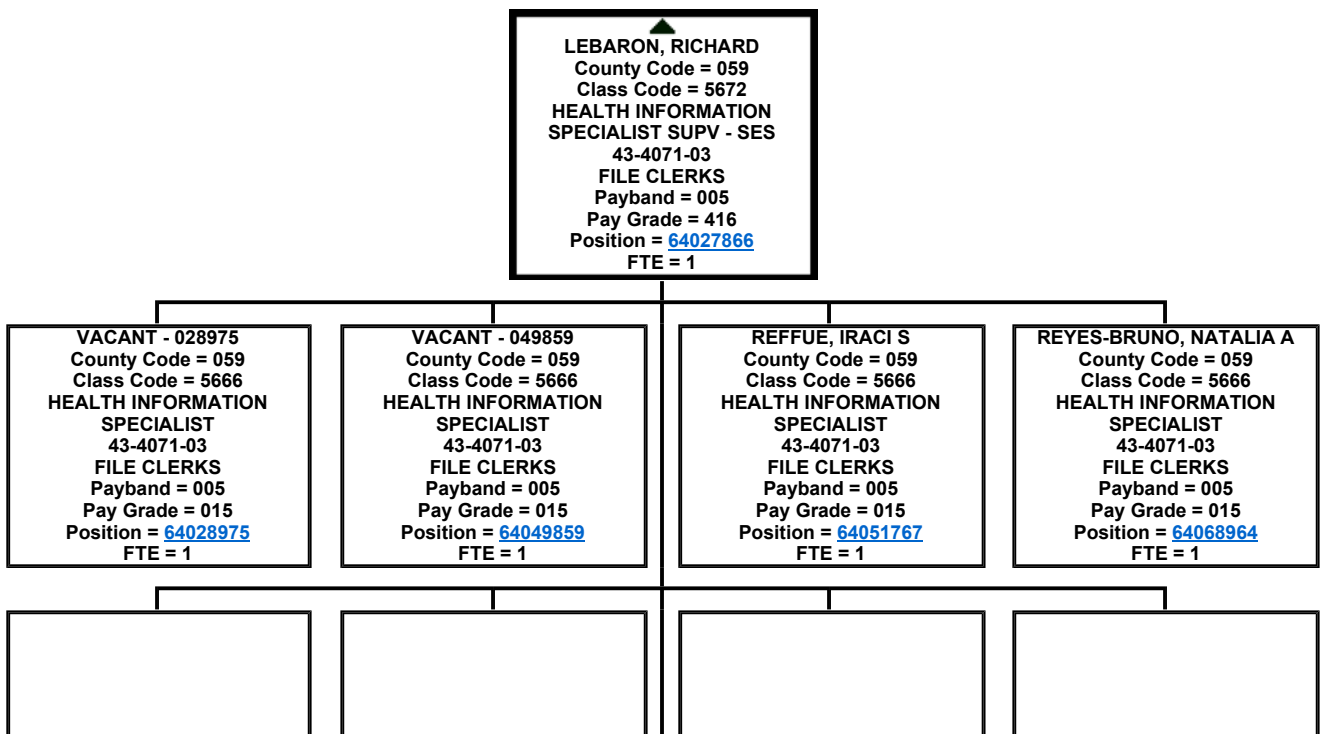 LEBARON, RICHARD
County Code = 059
Class Code = 5672
HEALTH INFORMATION
SPECIALIST SUPV - SES
43-4071-03
FILE CLERKS
Payband = 005
Pay Grade = 416
Position = 64027866
FTE = 1
VACANT - 028975
County Code = 059
Class Code = 5666
HEALTH INFORMATION
SPECIALIST
43-4071-03
FILE CLERKS
Payband = 005
Pay Grade = 015
Position = 64028975
FTE = 1
VACANT - 049859
County Code = 059
Class Code = 5666
HEALTH INFORMATION
SPECIALIST
43-4071-03
FILE CLERKS
Payband = 005
Pay Grade = 015
Position = 64049859
FTE = 1
REFFUE, IRACI S
County Code = 059
Class Code = 5666
HEALTH INFORMATION
SPECIALIST
43-4071-03
FILE CLERKS
Payband = 005
Pay Grade = 015
Position = 64051767
FTE = 1
REYES-BRUNO, NATALIA A
County Code = 059
Class Code = 5666
HEALTH INFORMATION
SPECIALIST
43-4071-03
FILE CLERKS
Payband = 005
Pay Grade = 015
Position = 64068964
FTE = 1